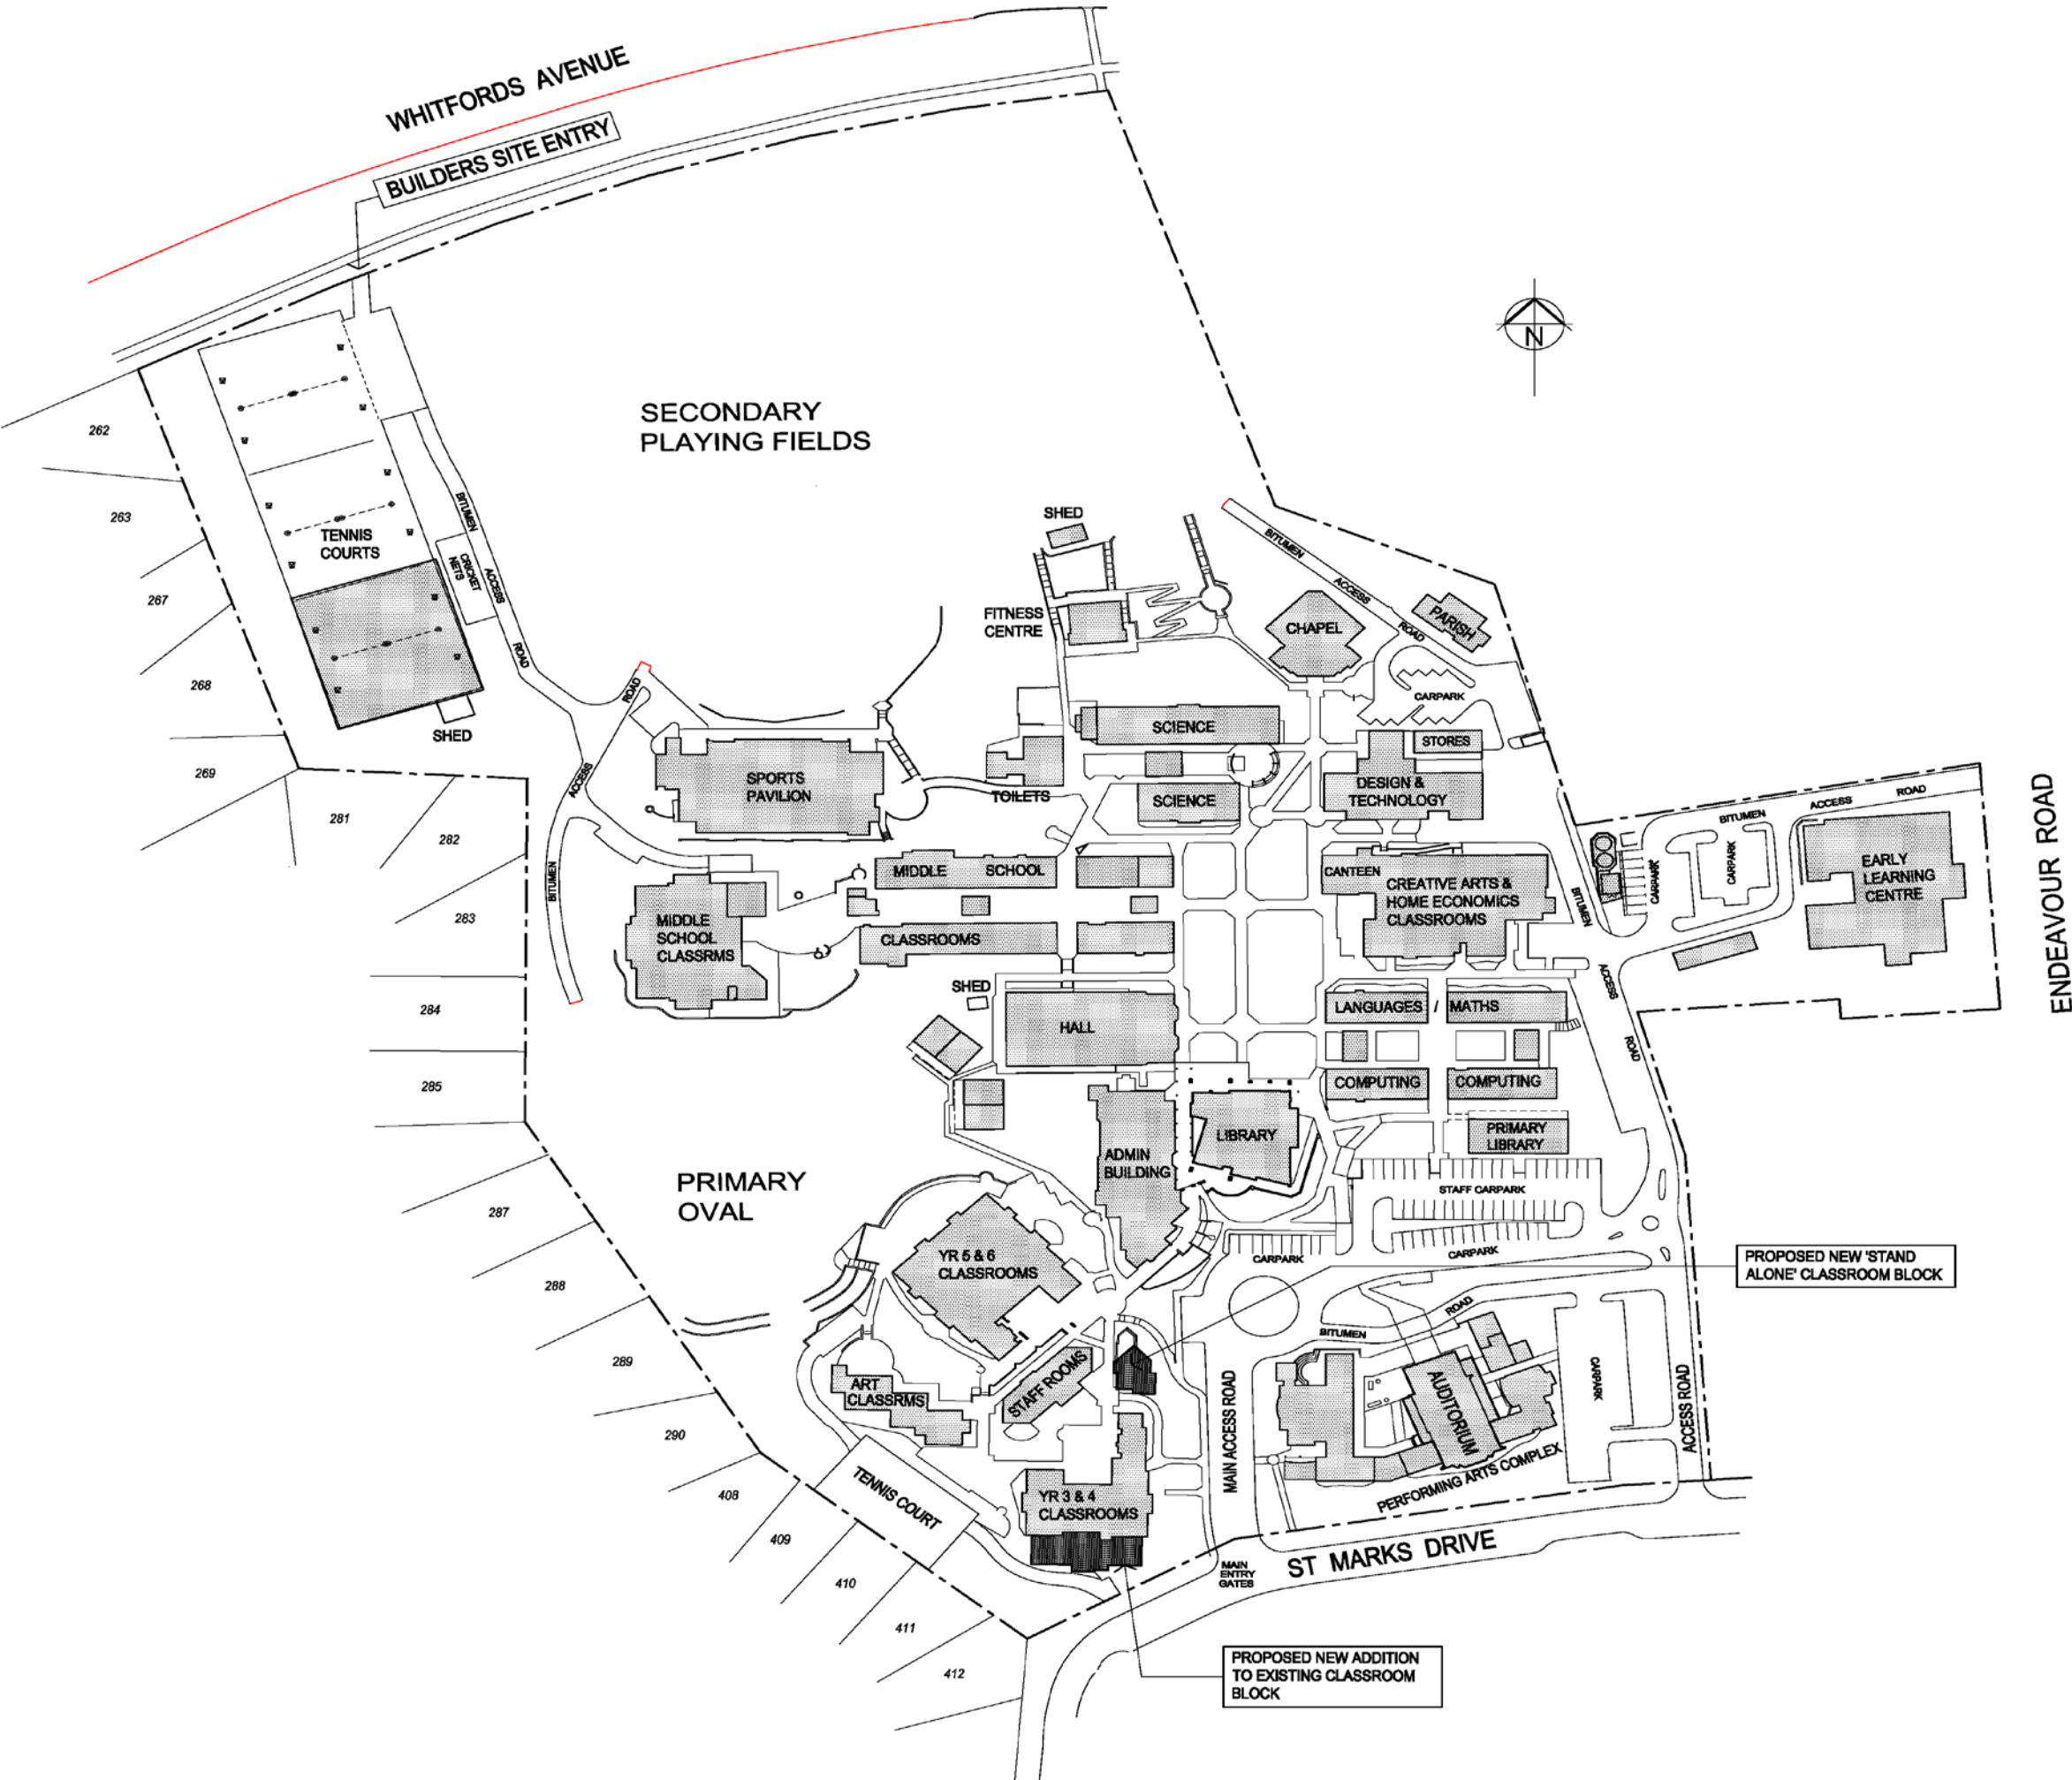 WHITFORDS AVENUE
BUILDERS SITE ENTRY
N
262
263
267
268
269
281
282
283
284
285
287
288
289
290
408
409
410
411
412
SECONDARY
PLAYING FIELDS
TENNIS
COURTS
BITUMEN
ACCESS
ROAD
CRICKET
NETS
SHED
SHED
FITNESS
CENTRE
BITUMEN
ACCESS
ROAD
CHAPEL
PARISH
CARPARK
ROAD
ACCESS
BITUMEN
SPORTS
PAVILION
TOILETS
SCIENCE
SCIENCE
STORES
DESIGN &
TECHNOLOGY
MIDDLE SCHOOL
CLASSROOMS
MIDDLE
SCHOOL
CLASSRMS
CANTEEN
CREATIVE ARTS &
HOME ECONOMICS
CLASSROOMS
BITUMEN
ACCESS
ROAD
CARPARK
CARPARK
BITUMEN
ACCESS
ROAD
EARLY
LEARNING
CENTRE
ENDEAVOUR ROAD
SHED
HALL
LANGUAGES / MATHS
COMPUTING
COMPUTING
PRIMARY
LIBRARY
LIBRARY
ADMIN
BUILDING
STAFF CARPARK
CARPARK
CARPARK
PRIMARY
OVAL
YR 5 & 6
CLASSROOMS
PROPOSED NEW 'STAND
ALONE' CLASSROOM BLOCK
BITUMEN
ROAD
ART
CLASSRMS
STAFF ROOMS
MAIN ACCESS ROAD
AUDITORIUM
CARPARK
ACCESS ROAD
PERFORMING ARTS COMPLEX
TENNIS COURT
YR 3 & 4
CLASSROOMS
MAIN
ENTRY
GATES
ST MARKS DRIVE
PROPOSED NEW ADDITION
TO EXISTING CLASSROOM
BLOCK